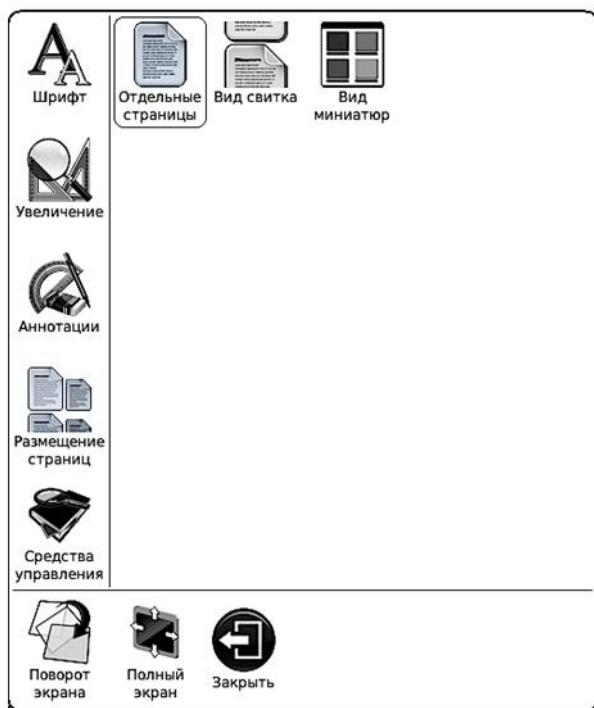 Шрифт
Отдельные
страницы
Вид свитка
Вид
миниатюр
Увеличение
Аннотации
Размещение
страниц
Средства
управления
Поворот
экрана
Полный
экран
Закрыть